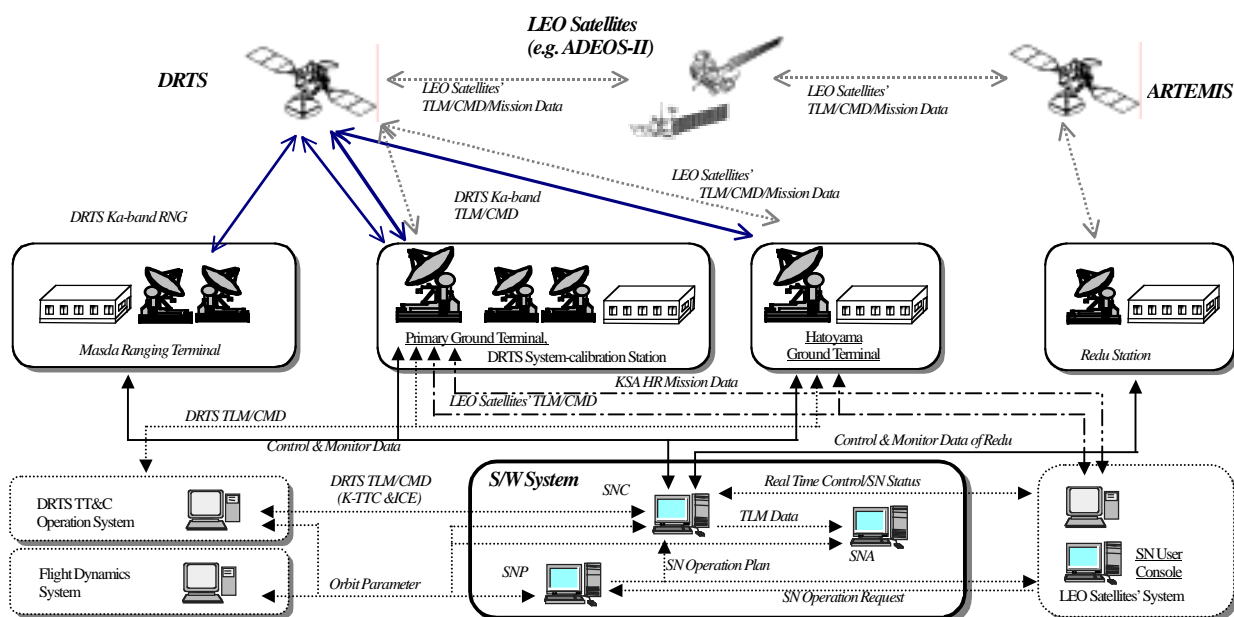 LEO Satellites
(e.g. ADEOS-II)
DRTS
LEO Satellites'
TLM/CMD/Mission Data
LEO Satellites'
TLM/CMD/Mission Data
ARTEMIS
LEO Satellites'
TLM/CMD/Mission Data
DRTS Ka-band RNG
DRTS Ka-band
TLM/CMD
Masda Ranging Terminal
Primary Ground Terminal,
DRTS System-calibration Station
Hatoyama
Ground Terminal
Redu Station
KSA HR Mission Data
LEO Satellites' TLM/CMD
DRTS TLM/CMD
Control & Monitor Data
Control & Monitor Data of Redu
DRTS TT&C
Operation System
DRTS TLM/CMD
(K-TTC &ICE)
S/W System
SNC
Real Time Control/SN Status
TLM Data
SNA
Flight Dynamics
System
Orbit Parameter
SNP
SN Operation Plan
SN Operation Request
SN User
Console
LEO Satellites' System